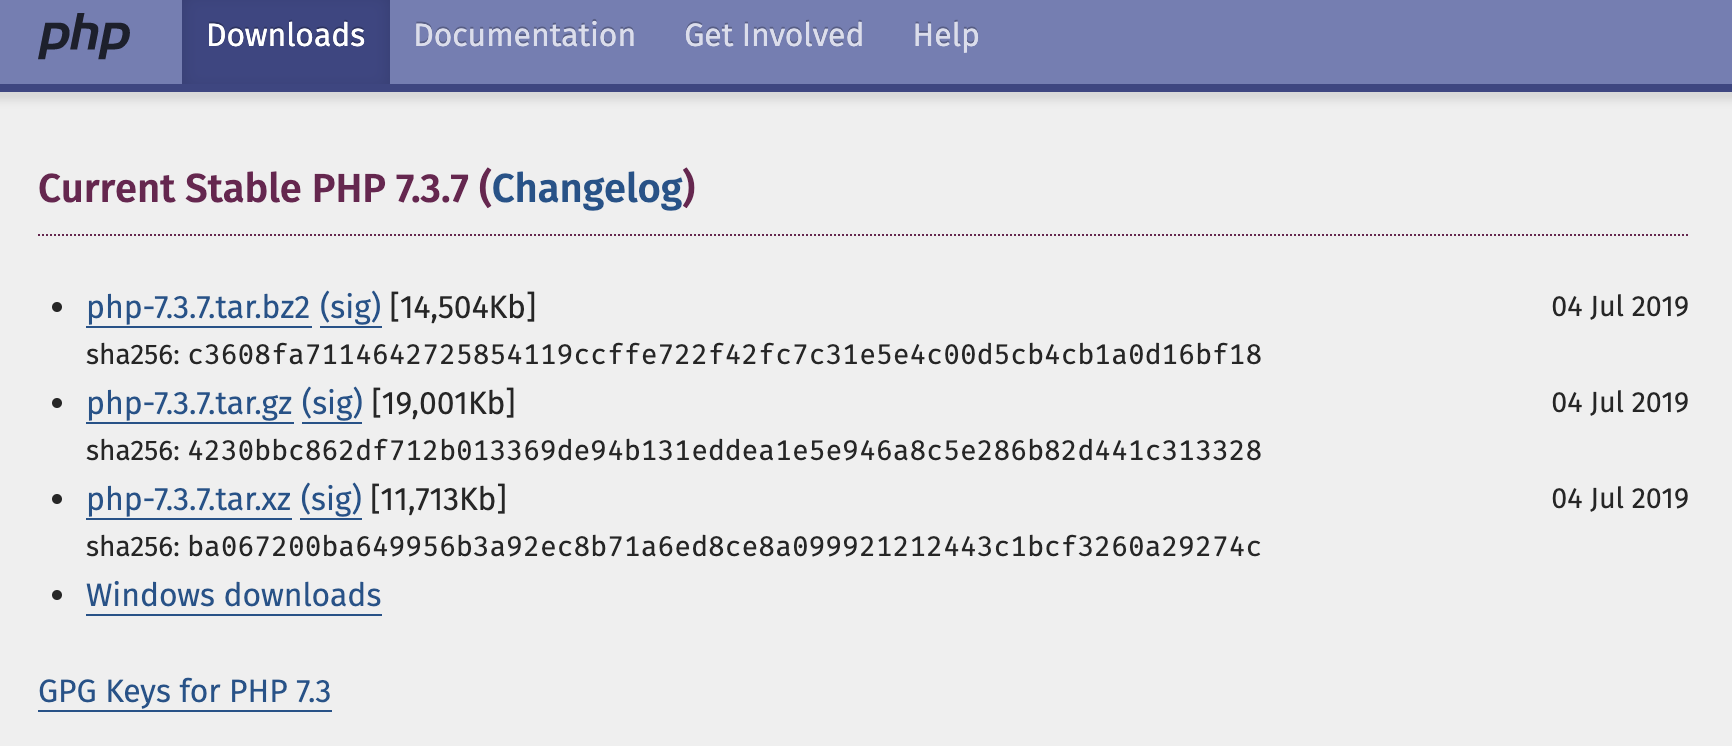 php Downloads Documentation Get Involved Help
Current Stable PHP 7.3.7 (Changelog)
php-7.3.7.tar.bz2 (sig) [14,504Kb] 04 Jul 2019
sha256: c3608fa7114642725854119ccffe722f42fc7c31e5e4c00d5cb4cb1a0d16bf18
php-7.3.7.tar.gz (sig) [19,001Kb] 04 Jul 2019
sha256: 4230bbc862df712b013369de94b131eddea1e5e946a8c5e286b82d441c313328
php-7.3.7.tar.xz (sig) [11,713Kb] 04 Jul 2019
sha256: ba067200ba649956b3a92ec8b71a6ed8ce8a099921212443c1bcf3260a29274c
Windows downloads
GPG Keys for PHP 7.3